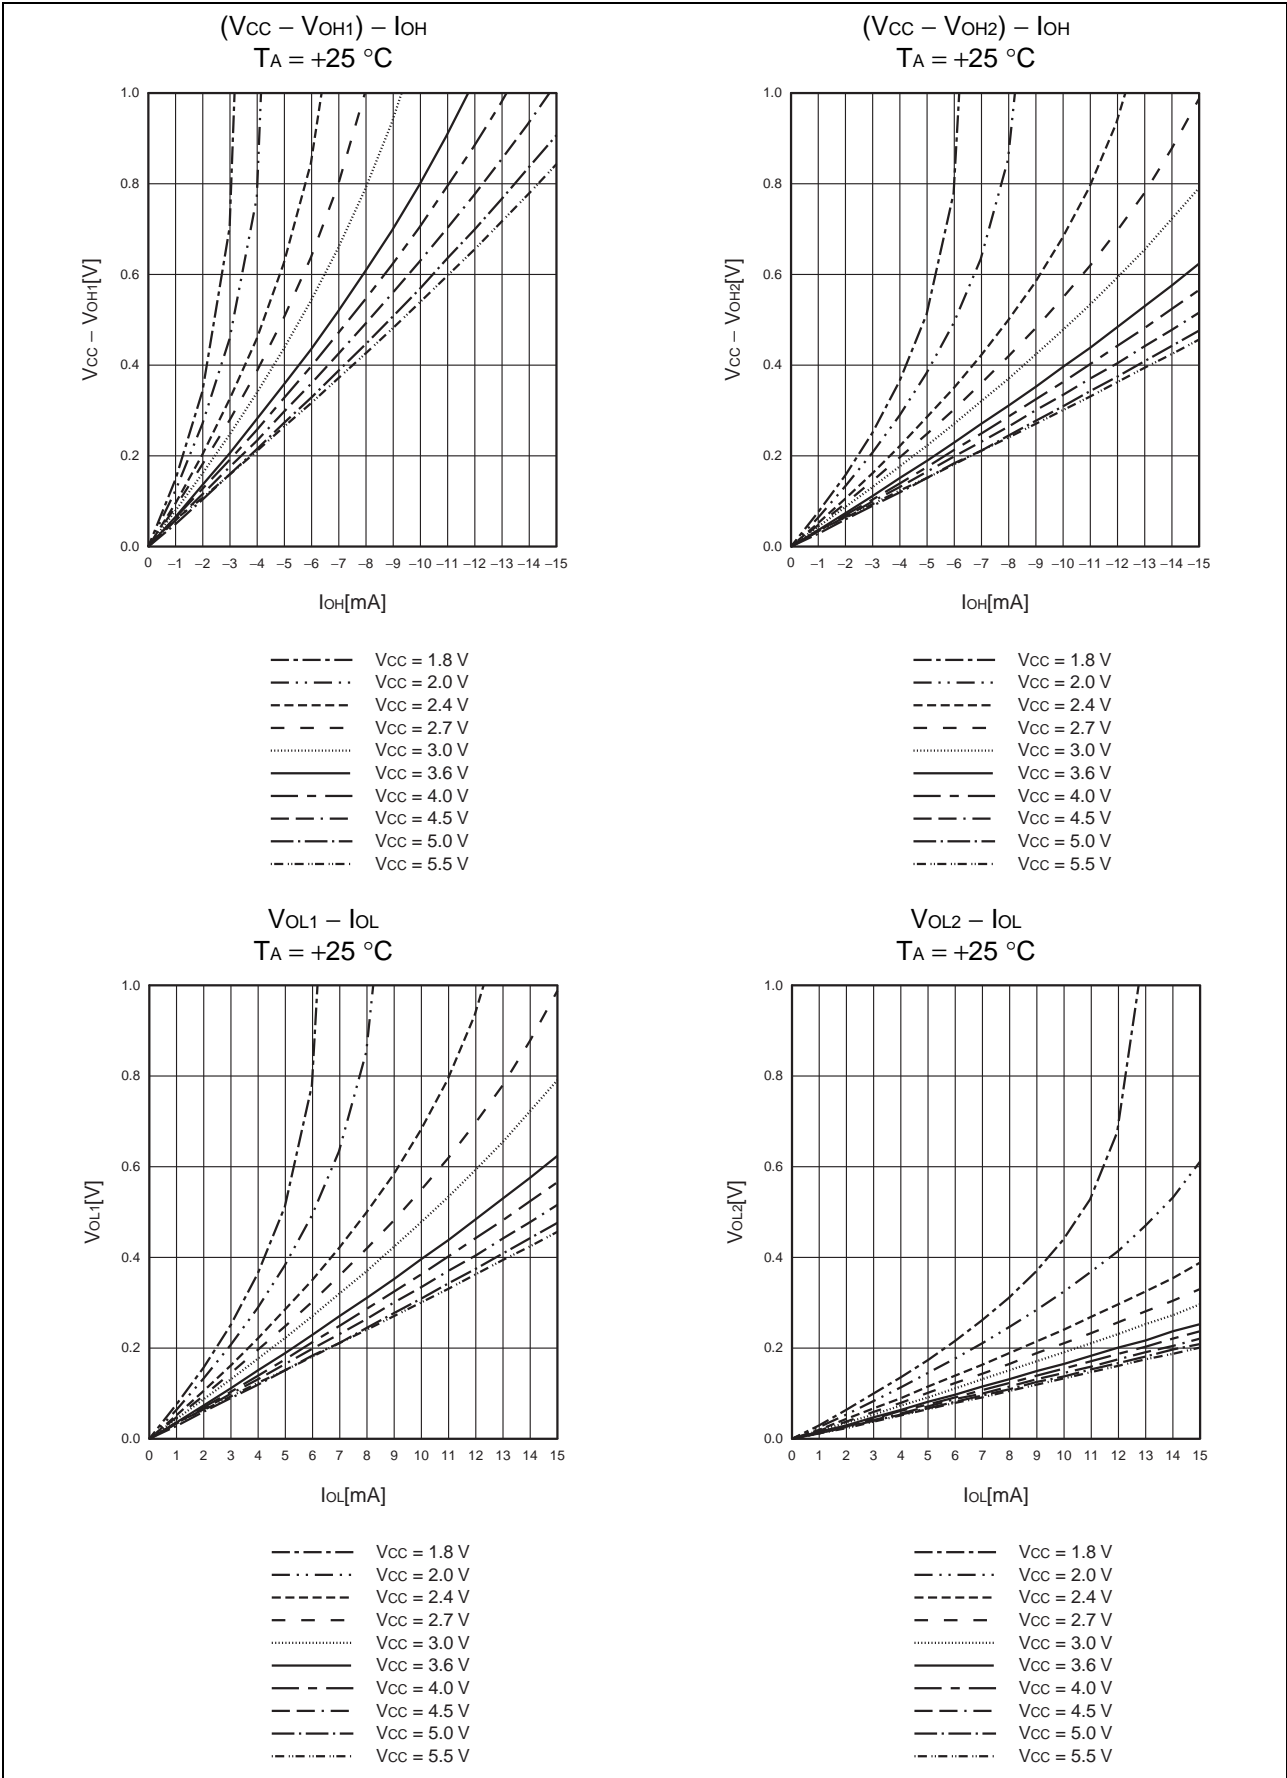 (VCC – VOH1) – IOH
TA = +25 °C
1.0
0.8
0.6
0.4
0.2
0.0
VCC – VOH1[V]
0 –1 –2 –3 –4 –5 –6 –7 –8 –9 –10 –11 –12 –13 –14 –15
IOH[mA]
VCC = 1.8 V
VCC = 2.0 V
VCC = 2.4 V
VCC = 2.7 V
VCC = 3.0 V
VCC = 3.6 V
VCC = 4.0 V
VCC = 4.5 V
VCC = 5.0 V
VCC = 5.5 V
(VCC – VOH2) – IOH
TA = +25 °C
1.0
0.8
0.6
0.4
0.2
0.0
VCC – VOH2[V]
0 –1 –2 –3 –4 –5 –6 –7 –8 –9 –10 –11 –12 –13 –14 –15
IOH[mA]
VCC = 1.8 V
VCC = 2.0 V
VCC = 2.4 V
VCC = 2.7 V
VCC = 3.0 V
VCC = 3.6 V
VCC = 4.0 V
VCC = 4.5 V
VCC = 5.0 V
VCC = 5.5 V
VOL1 – IOL
TA = +25 °C
1.0
0.8
0.6
0.4
0.2
0.0
VOL1[V]
0 1 2 3 4 5 6 7 8 9 10 11 12 13 14 15
IOL[mA]
VCC = 1.8 V
VCC = 2.0 V
VCC = 2.4 V
VCC = 2.7 V
VCC = 3.0 V
VCC = 3.6 V
VCC = 4.0 V
VCC = 4.5 V
VCC = 5.0 V
VCC = 5.5 V
VOL2 – IOL
TA = +25 °C
1.0
0.8
0.6
0.4
0.2
0.0
VOL2[V]
0 1 2 3 4 5 6 7 8 9 10 11 12 13 14 15
IOL[mA]
VCC = 1.8 V
VCC = 2.0 V
VCC = 2.4 V
VCC = 2.7 V
VCC = 3.0 V
VCC = 3.6 V
VCC = 4.0 V
VCC = 4.5 V
VCC = 5.0 V
VCC = 5.5 V